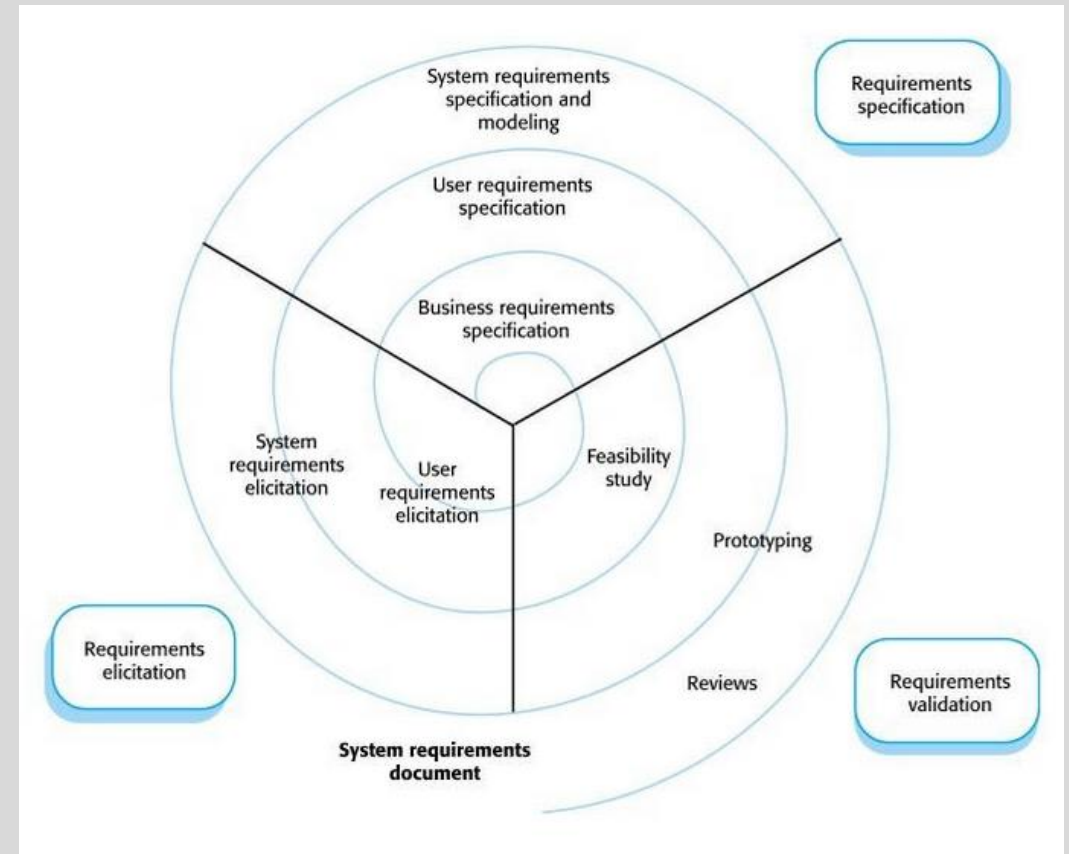 System requirements
specification and
modeling
Requirements
specification
User requirements
specification
Business requirements
specification
System
requirements
elicitation
User
requirements
elicitation
Feasibility
study
Prototyping
Requirements
elicitation
Reviews
Requirements
validation
System requirements
document